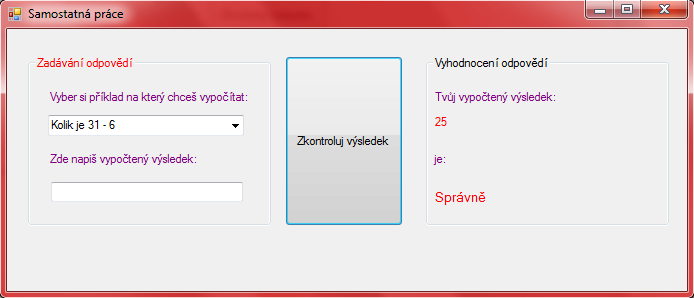 Samostatná práce
Zadávání odpovědí
Vyber si příklad na který chceš vypočítat:
Kolik je 31 - 6
Zde napiš vypočtený výsledek:
Zkontroluj výsledek
Vyhodnocení odpovědí
Tvůj vypočtený výsledek:
25
je:
Správně